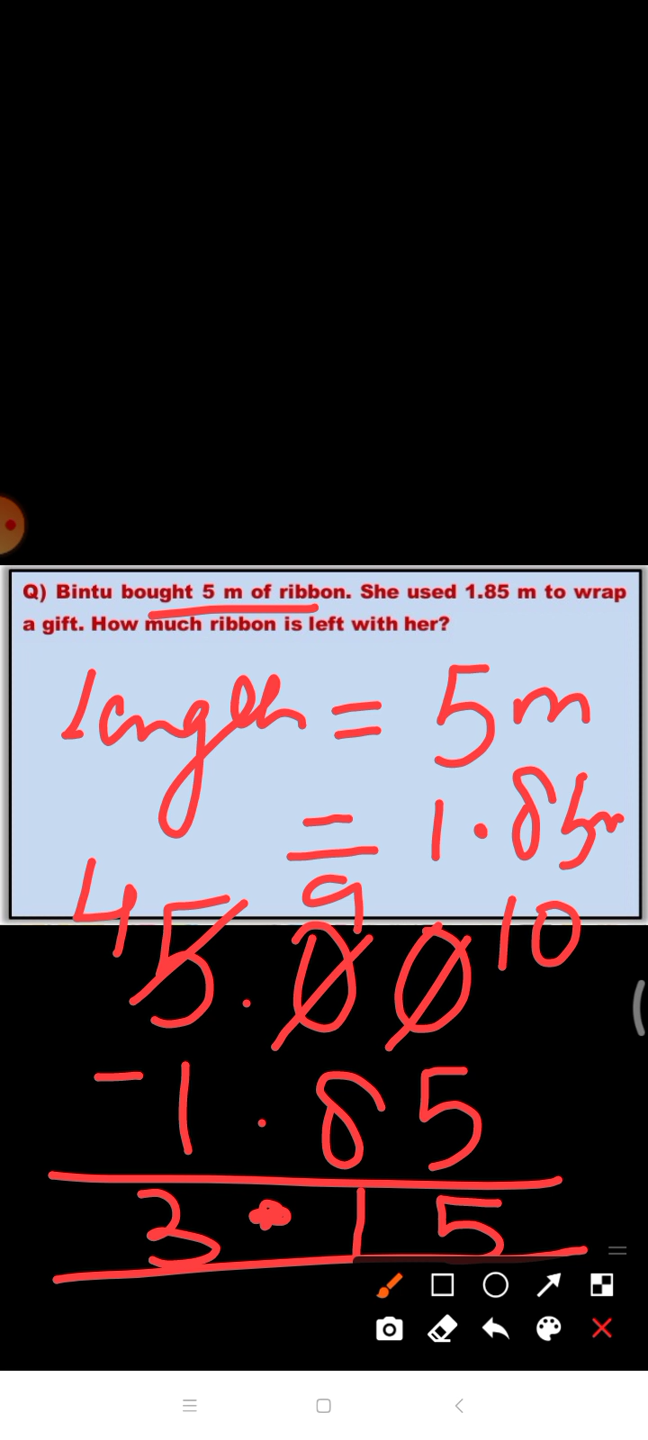 Q) Bintu bought 5 m of ribbon. She used 1.85 m to wrap
a gift. How much ribbon is left with her?
length = 5m
= 1.85m
4 9 10
5.00
-1.85
3.15